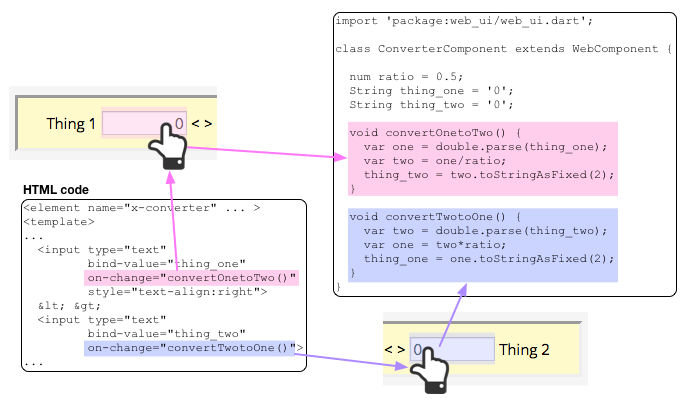 import 'package:web_ui/web_ui.dart';
class ConverterComponent extends WebComponent {
num ratio = 0.5;
String thing_one = '0';
String thing_two = '0';
void convertOnetoTwo() {
var one = double.parse(thing_one);
var two = one/ratio;
thing_two = two.toStringAsFixed(2);
}
void convertTwotoOne() {
var two = double.parse(thing_two);
var one = two*ratio;
thing_one = one.toStringAsFixed(2);
}
}
Thing 1 0 < >
HTML code
<element name="x-converter" ... >
<template>
...
<input type="text"
bind-value="thing_one"
on-change="convertOnetoTwo()"
style="text-align:right">
&lt; &gt;
<input type="text"
bind-value="thing_two"
on-change="convertTwotoOne()">
...
< > 0 Thing 2